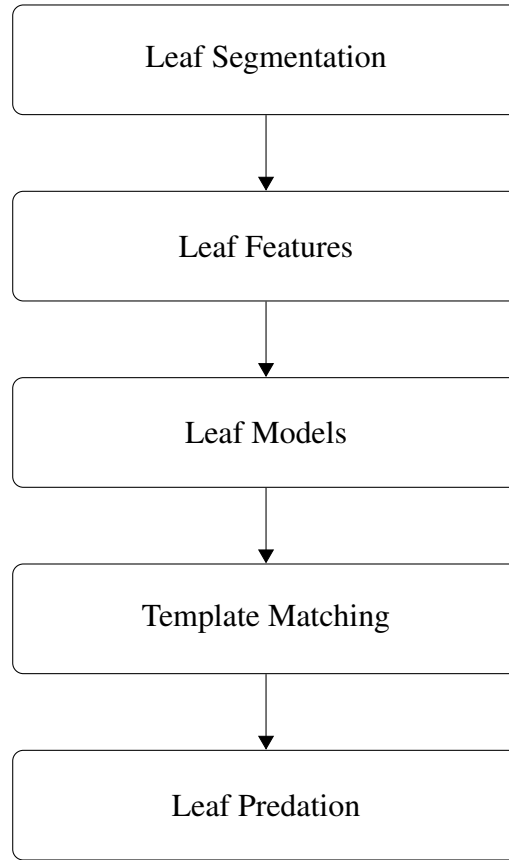 Leaf Segmentation
Leaf Features
Leaf Models
Template Matching
Leaf Predation